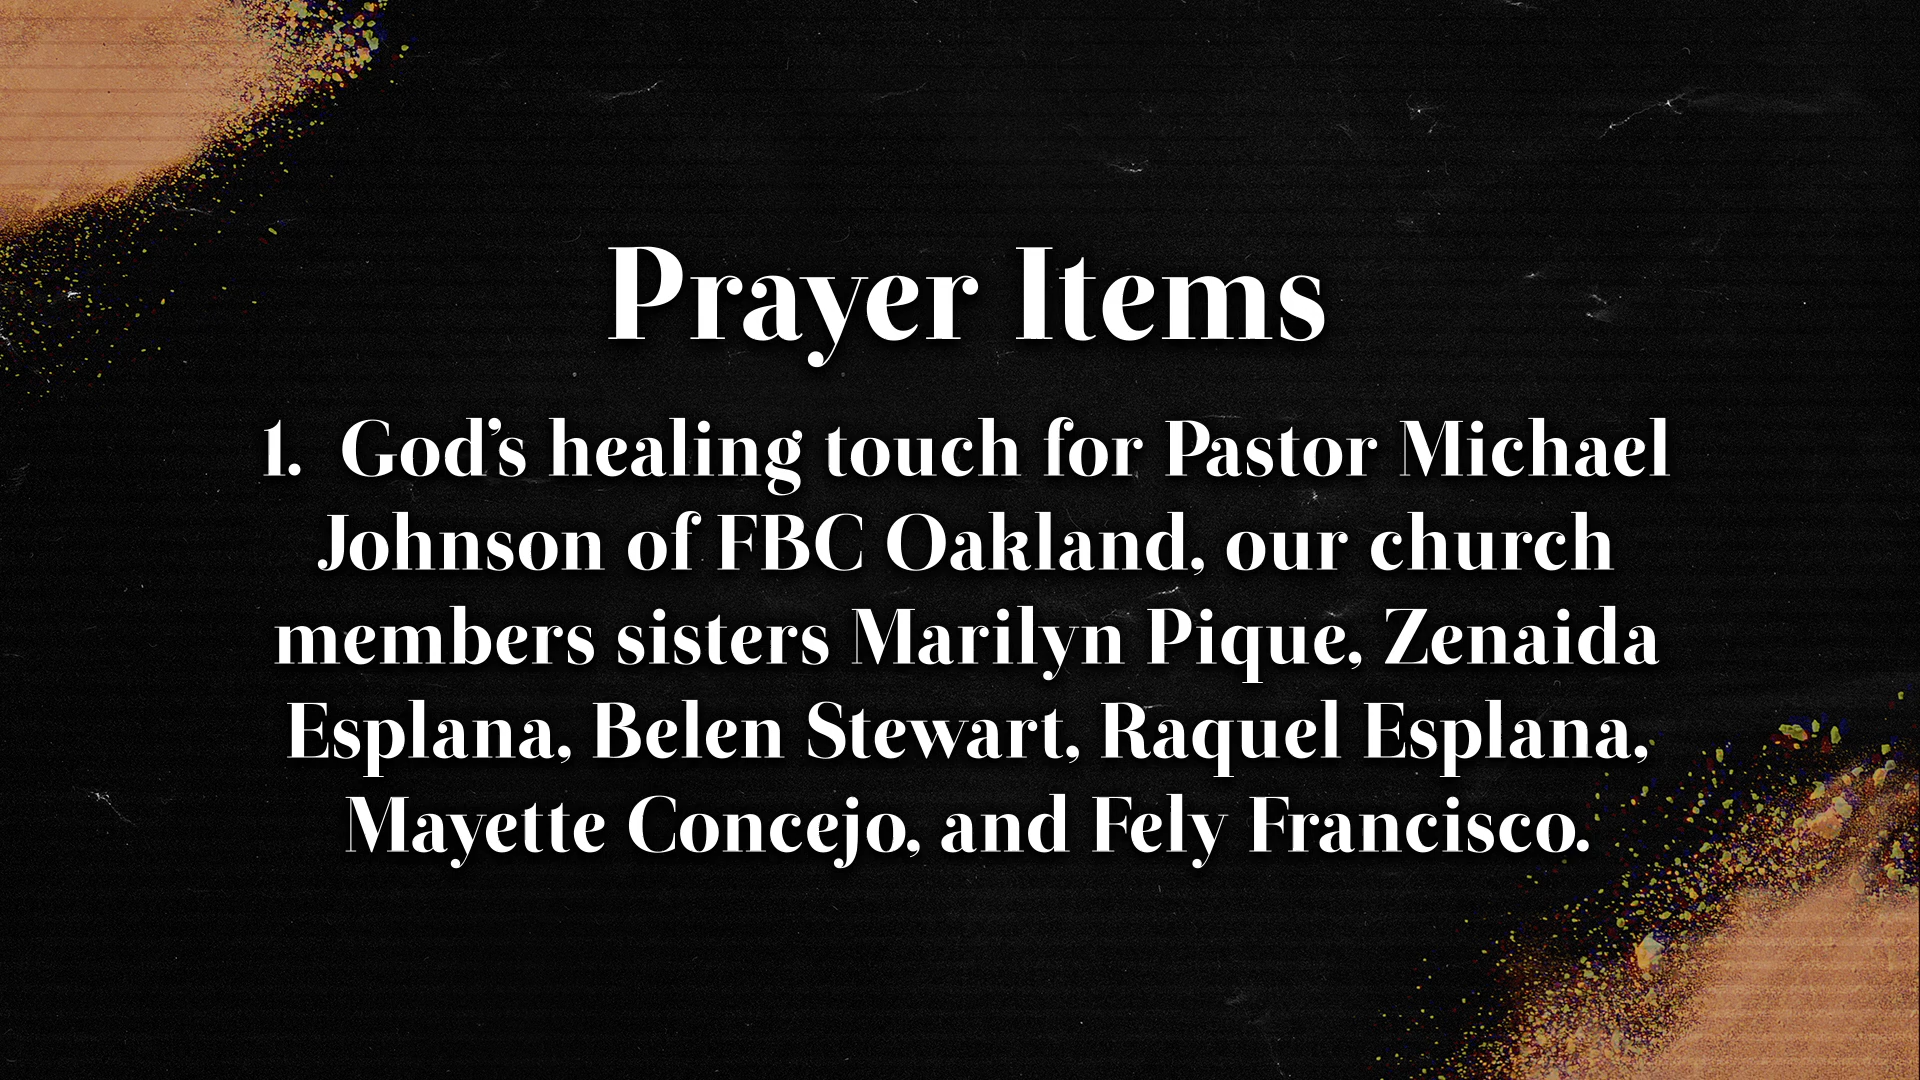 Prayer Items
1. God’s healing touch for Pastor Michael
Johnson of FBC Oakland, our church
members sisters Marilyn Pique, Zenaida
Esplana, Belen Stewart, Raquel Esplana,
Mayette Concejo, and Fely Francisco.